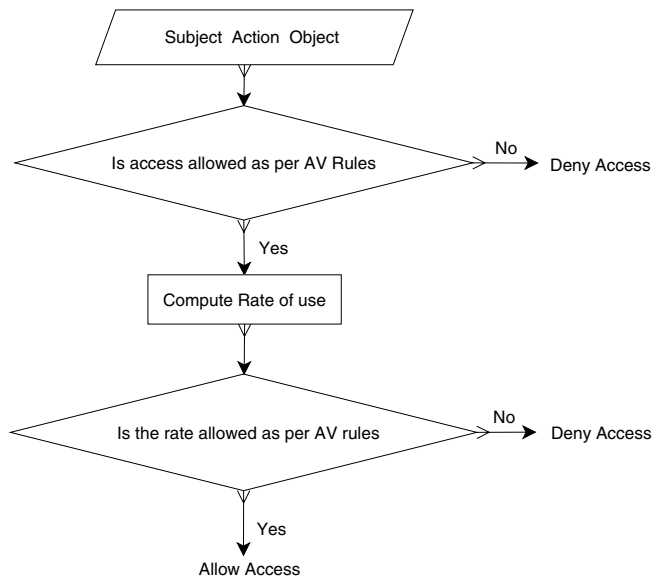 Subject Action Object
Is access allowed as per AV Rules
No
Deny Access
Yes
Compute Rate of use
Is the rate allowed as per AV rules
No
Deny Access
Yes
Allow Access